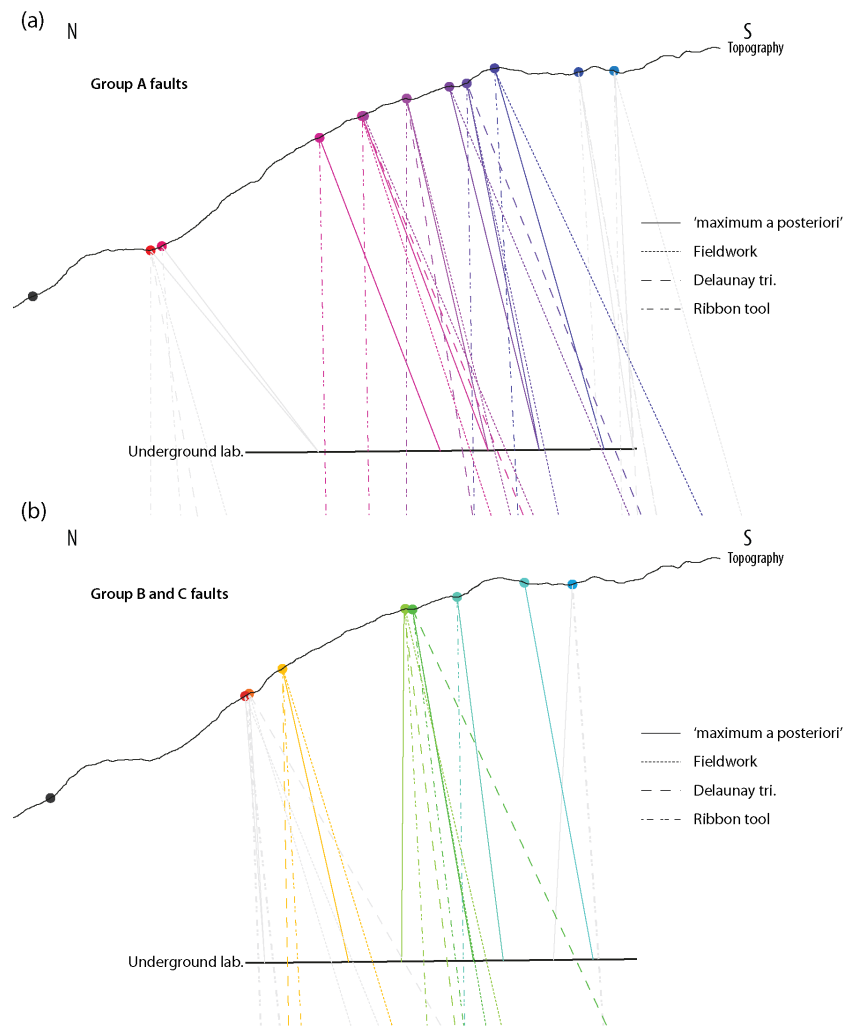 (a)
N
S
Topography
Group A faults
‘maximum a posteriori’
Fieldwork
Delaunay tri.
Ribbon tool
Underground lab.
(b)
N
S
Topography
Group B and C faults
‘maximum a posteriori’
Fieldwork
Delaunay tri.
Ribbon tool
Underground lab.